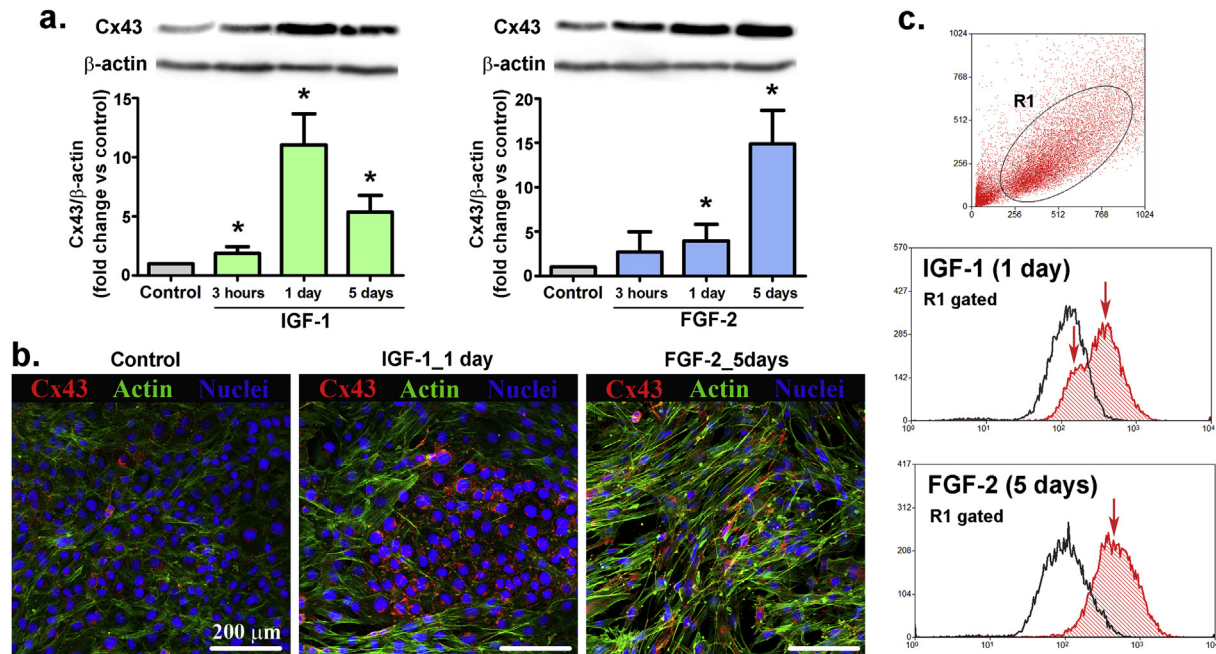 a.
Cx43
β-actin
Cx43/β-actin
(fold change vs control)
15
10
5
0
*
*
*
Control
3 hours
1 day
5 days
IGF-1
Cx43
β-actin
Cx43/β-actin
(fold change vs control)
20
15
10
5
0
*
*
Control
3 hours
1 day
5 days
FGF-2
b.
Control
IGF-1_1 day
FGF-2_5days
Cx43 Actin Nuclei
Cx43 Actin Nuclei
Cx43 Actin Nuclei
200 µm
c.
1024
768
512
256
0
R1
0 256 512 768 1024
570
427
285
142
0
IGF-1 (1 day)
R1 gated
10⁰ 10¹ 10² 10³ 10⁴
417
312
208
104
0
FGF-2 (5 days)
R1 gated
10⁰ 10¹ 10² 10³ 10⁴